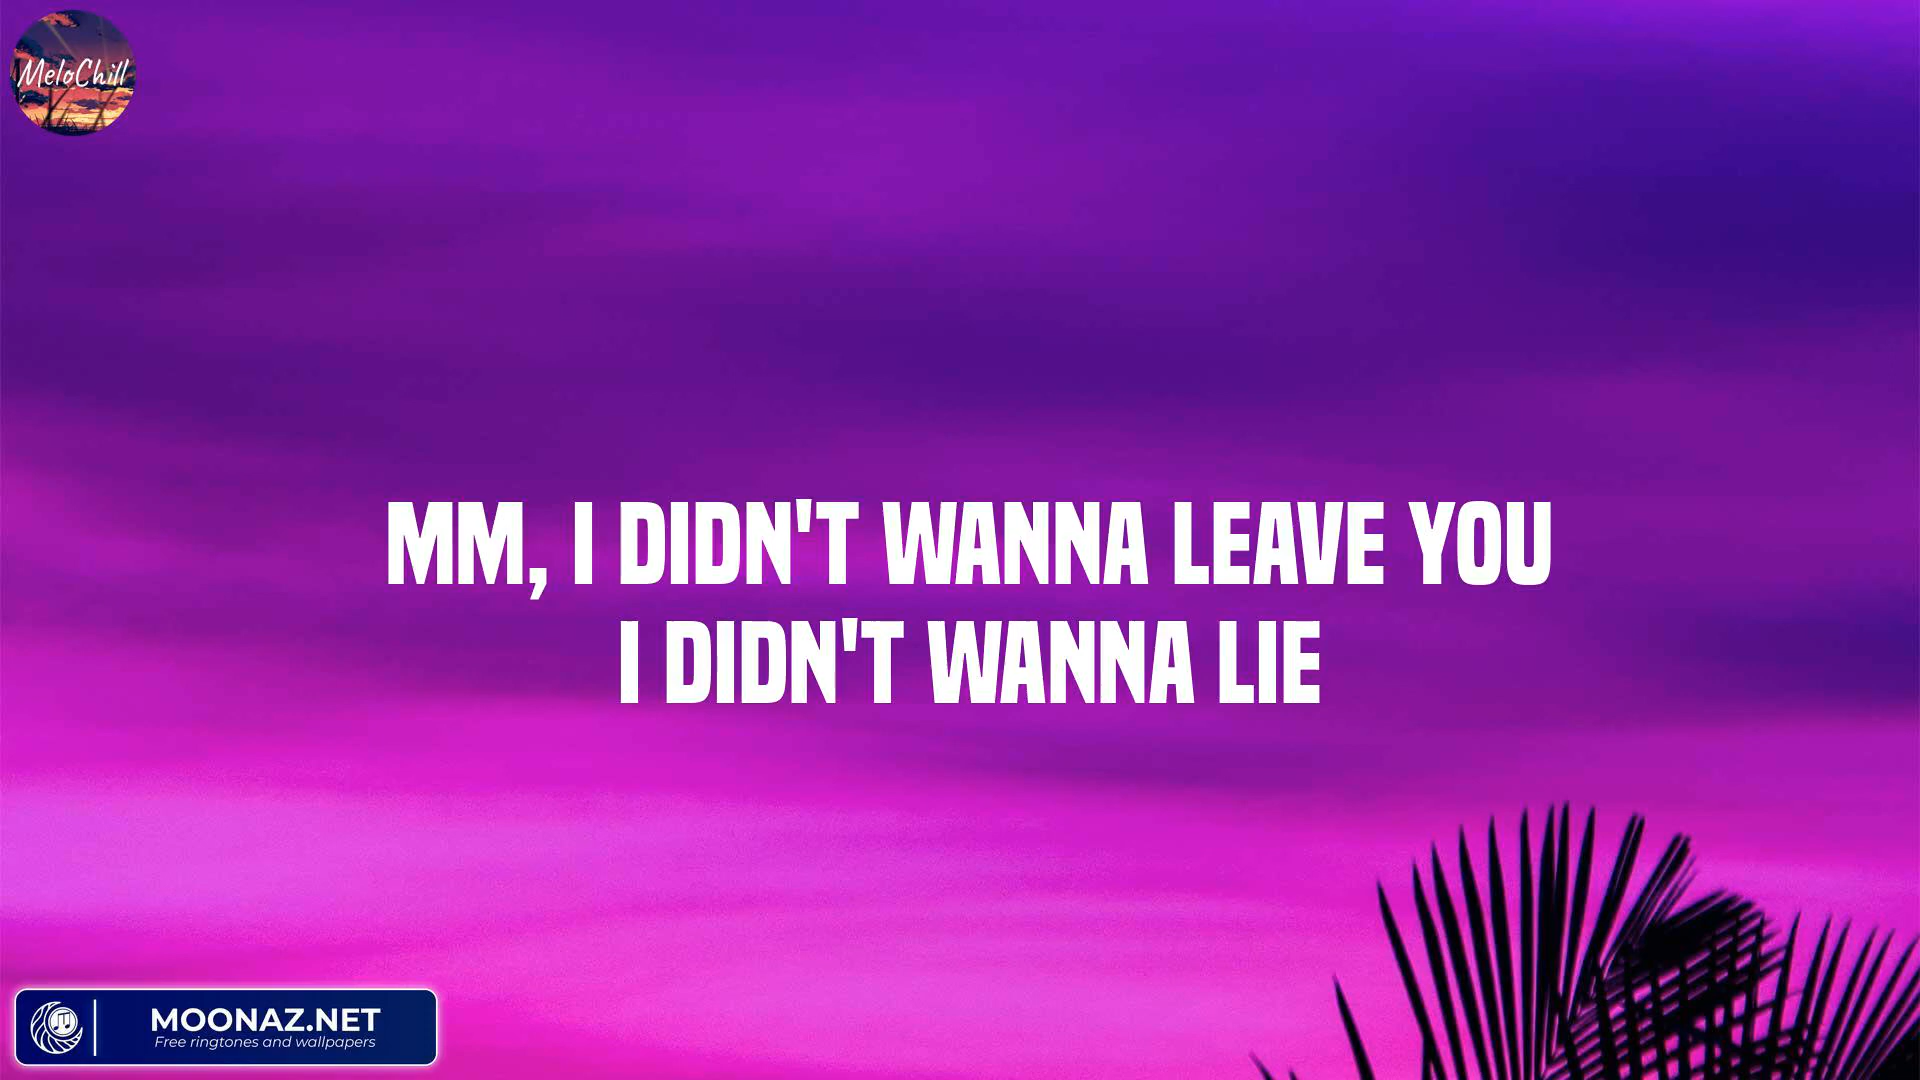 MeloChill
MM, I DIDN'T WANNA LEAVE YOU
I DIDN'T WANNA LIE
MOONAZ.NET
Free ringtones and wallpapers